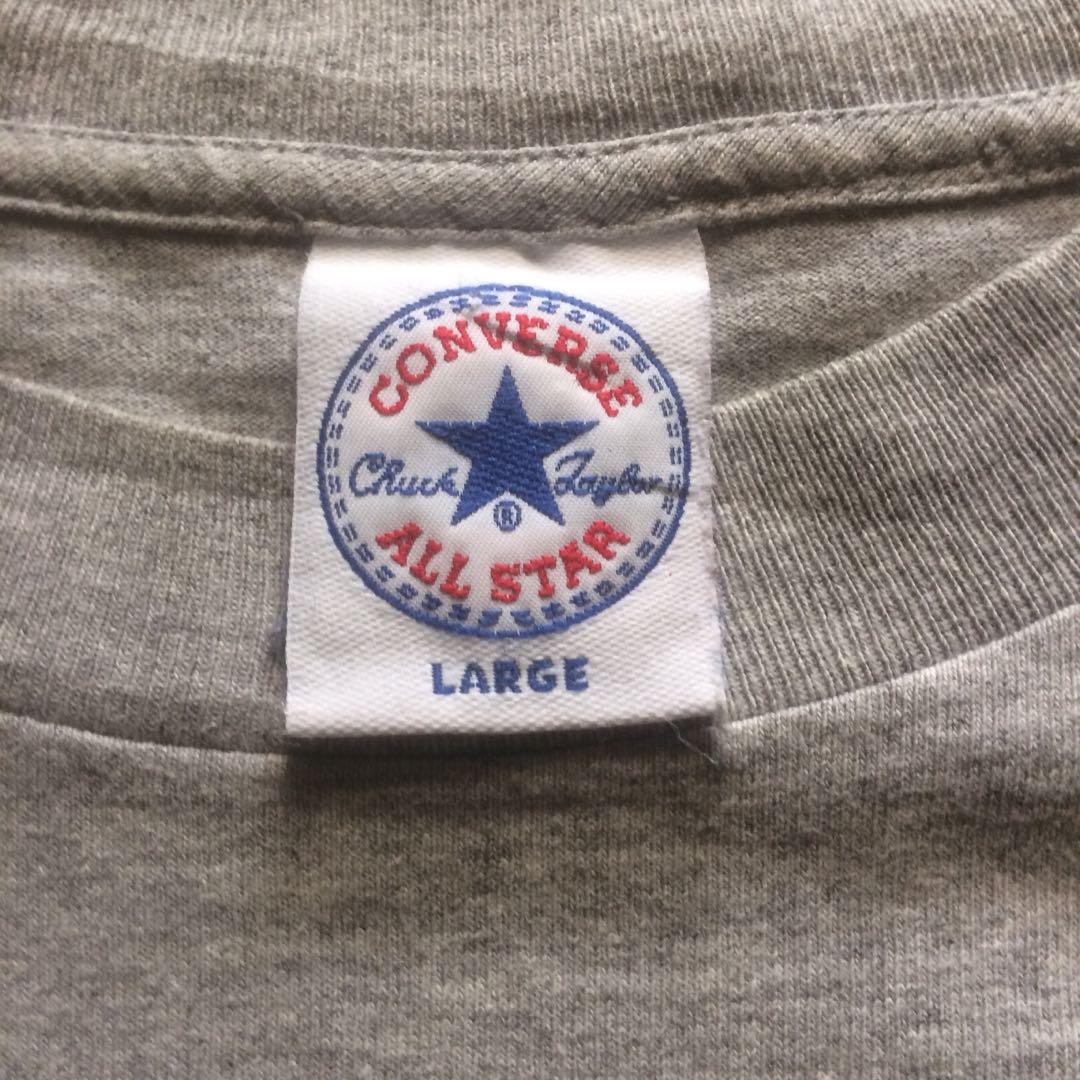 CONVERSE
Chuck Taylor
®
ALL STAR
LARGE